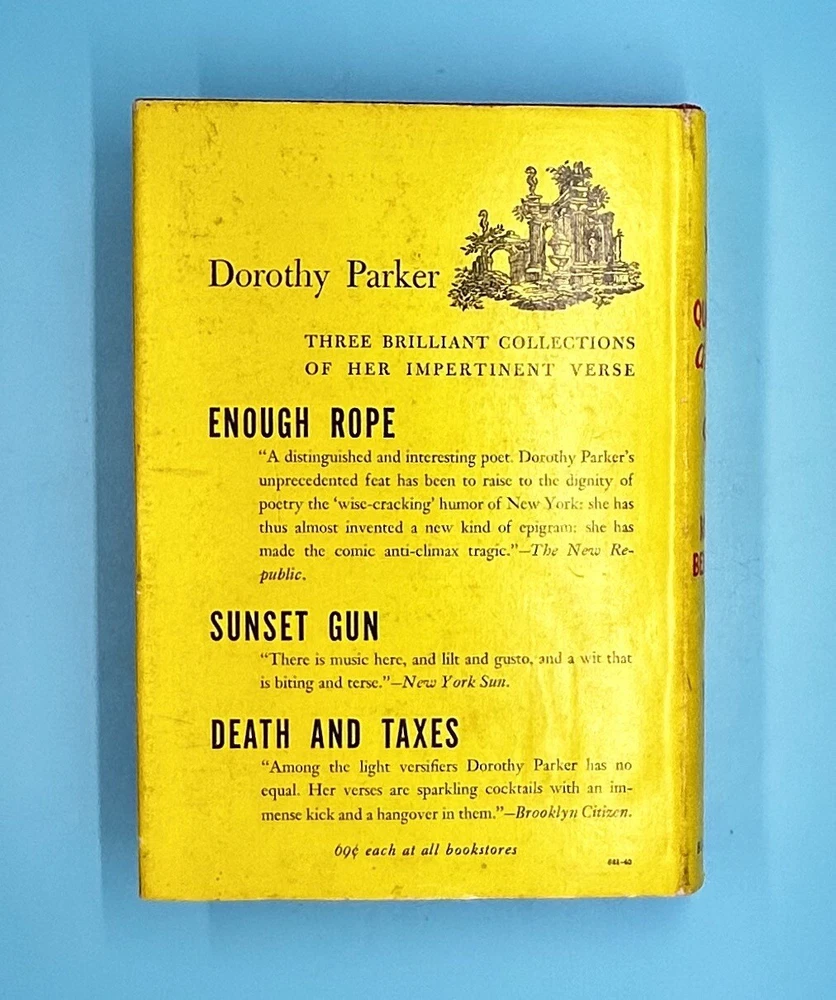 Dorothy Parker
THREE BRILLIANT COLLECTIONS
OF HER IMPERTINENT VERSE
ENOUGH ROPE
“A distinguished and interesting poet. Dorothy Parker’s
unprecedented feat has been to raise to the dignity of
poetry the ‘wise-cracking’ humor of New York: she has
thus almost invented a new kind of epigram: she has
made the comic anti-climax tragic.”—The New Re-
public.
SUNSET GUN
“There is music here, and lilt and gusto, and a wit that
is biting and terse.”—New York Sun.
DEATH AND TAXES
“Among the light versifiers Dorothy Parker has no
equal. Her verses are sparkling cocktails with an im-
mense kick and a hangover in them.”—Brooklyn Citizen.
69¢ each at all bookstores